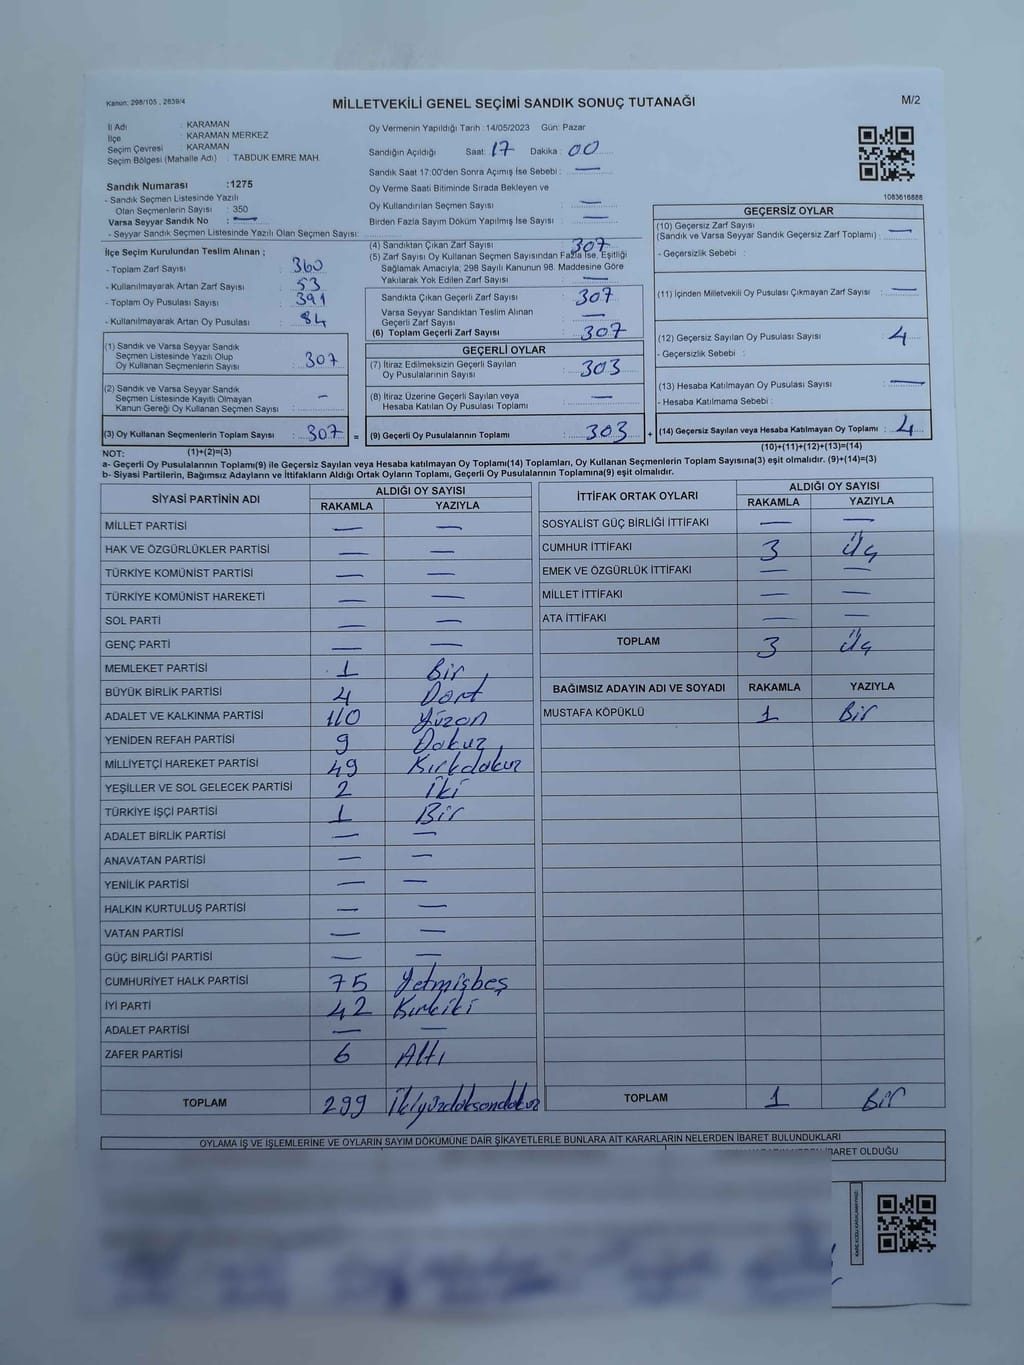 Kanun: 298/105 , 2839/4
MİLLETVEKİLİ GENEL SEÇİMİ SANDIK SONUÇ TUTANAĞI
M/2
İl Adı : KARAMAN
İlçe : KARAMAN MERKEZ
Seçim Çevresi : KARAMAN
Seçim Bölgesi (Mahalle Adı) : TABDUK EMRE MAH.
Oy Vermenin Yapıldığı Tarih : 14/05/2023 Gün: Pazar
Sandığın Açıldığı Saat: 17 Dakika : 00
Sandık Saat 17:00'den Sonra Açımış İse Sebebi : —
Oy Verme Saati Bitiminde Sırada Bekleyen ve
Oy Kullandırılan Seçmen Sayısı : —
Birden Fazla Sayım Döküm Yapılmış İse Sayısı : —
1083616888
Sandık Numarası :1275
- Sandık Seçmen Listesinde Yazılı
Olan Seçmenlerin Sayısı : 350
Varsa Seyyar Sandık No : —
- Seyyar Sandık Seçmen Listesinde Yazılı Olan Seçmen Sayısı:
İlçe Seçim Kurulundan Teslim Alınan ;
- Toplam Zarf Sayısı : 360
- Kullanılmayarak Artan Zarf Sayısı : 53
- Toplam Oy Pusulası Sayısı : 391
- Kullanılmayarak Artan Oy Pusulası : 84
(1) Sandık ve Varsa Seyyar Sandık
Seçmen Listesinde Yazılı Olup
Oy Kullanan Seçmenlerin Sayısı : 307
(2) Sandık ve Varsa Seyyar Sandık
Seçmen Listesinde Kayıtlı Olmayan
Kanun Gereği Oy Kullanan Seçmen Sayısı : –
(3) Oy Kullanan Seçmenlerin Toplam Sayısı : 307
(1)+(2)=(3)
(4) Sandıktan Çıkan Zarf Sayısı : 307
(5) Zarf Sayısı Oy Kullanan Seçmen Sayısından Fazla İse, Eşitliği
Sağlamak Amacıyla; 298 Sayılı Kanunun 98. Maddesine Göre
Yakılarak Yok Edilen Zarf Sayısı : —
Sandıkta Çıkan Geçerli Zarf Sayısı : 307
Varsa Seyyar Sandıktan Teslim Alınan
Geçerli Zarf Sayısı : —
(6) Toplam Geçerli Zarf Sayısı : 307
GEÇERLİ OYLAR
(7) İtiraz Edilmeksizin Geçerli Sayılan
Oy Pusulalarının Sayısı : 303
(8) İtiraz Üzerine Geçerli Sayılan veya
Hesaba Katılan Oy Pusulası Toplamı : —
= (9) Geçerli Oy Pusulalarının Toplamı : 303
GEÇERSİZ OYLAR
(10) Geçersiz Zarf Sayısı
(Sandık ve Varsa Seyyar Sandık Geçersiz Zarf Toplamı) : —
- Geçersizlik Sebebi :
(11) İçinden Milletvekili Oy Pusulası Çıkmayan Zarf Sayısı : —
(12) Geçersiz Sayılan Oy Pusulası Sayısı : 4
- Geçersizlik Sebebi :
(13) Hesaba Katılmayan Oy Pusulası Sayısı : —
- Hesaba Katılmama Sebebi :
+ (14) Geçersiz Sayılan veya Hesaba Katılmayan Oy Toplamı : 4
(10)+(11)+(12)+(13)=(14)
NOT:
a- Geçerli Oy Pusulalarının Toplamı(9) ile Geçersiz Sayılan veya Hesaba katılmayan Oy Toplamı(14) Toplamları, Oy Kullanan Seçmenlerin Toplam Sayısına(3) eşit olmalıdır. (9)+(14)=(3)
b- Siyasi Partilerin, Bağımsız Adayların ve İttifakların Aldığı Oyların Toplamı, Geçerli Oy Pusulalarının Toplamına(9) eşit olmalıdır.
SİYASİ PARTİNİN ADI ALDIĞI OY SAYISI
RAKAMLA YAZIYLA
MİLLET PARTİSİ — —
HAK VE ÖZGÜRLÜKLER PARTİSİ — —
TÜRKİYE KOMÜNİST PARTİSİ — —
TÜRKİYE KOMÜNİST HAREKETİ — —
SOL PARTİ — —
GENÇ PARTİ — —
MEMLEKET PARTİSİ 1 Bir
BÜYÜK BİRLİK PARTİSİ 4 Dört
ADALET VE KALKINMA PARTİSİ 110 Yüzon
YENİDEN REFAH PARTİSİ 9 Dokuz
MİLLİYETÇİ HAREKET PARTİSİ 49 Kırkdokuz
YEŞİLLER VE SOL GELECEK PARTİSİ 2 İki
TÜRKİYE İŞÇİ PARTİSİ 1 Bir
ADALET BİRLİK PARTİSİ — —
ANAVATAN PARTİSİ — —
YENİLİK PARTİSİ — —
HALKIN KURTULUŞ PARTİSİ — —
VATAN PARTİSİ — —
GÜÇ BİRLİĞİ PARTİSİ — —
CUMHURİYET HALK PARTİSİ 75 Yetmişbeş
İYİ PARTİ 42 Kırkiki
ADALET PARTİSİ — —
ZAFER PARTİSİ 6 Altı
TOPLAM 299 İkiyüzdoksandokuz
İTTİFAK ORTAK OYLARI ALDIĞI OY SAYISI
RAKAMLA YAZIYLA
SOSYALİST GÜÇ BİRLİĞİ İTTİFAKI — —
CUMHUR İTTİFAKI 3 Üç
EMEK VE ÖZGÜRLÜK İTTİFAKI — —
MİLLET İTTİFAKI — —
ATA İTTİFAKI — —
TOPLAM 3 Üç
BAĞIMSIZ ADAYIN ADI VE SOYADI RAKAMLA YAZIYLA
MUSTAFA KÖPÜKLÜ 1 Bir
TOPLAM 1 Bir
OYLAMA İŞ VE İŞLEMLERİNE VE OYLARIN SAYIM DÖKÜMÜNE DAİR ŞİKAYETLERLE BUNLARA AİT KARARLARIN NELERDEN İBARET BULUNDUKLARI
İBARET OLDUĞU